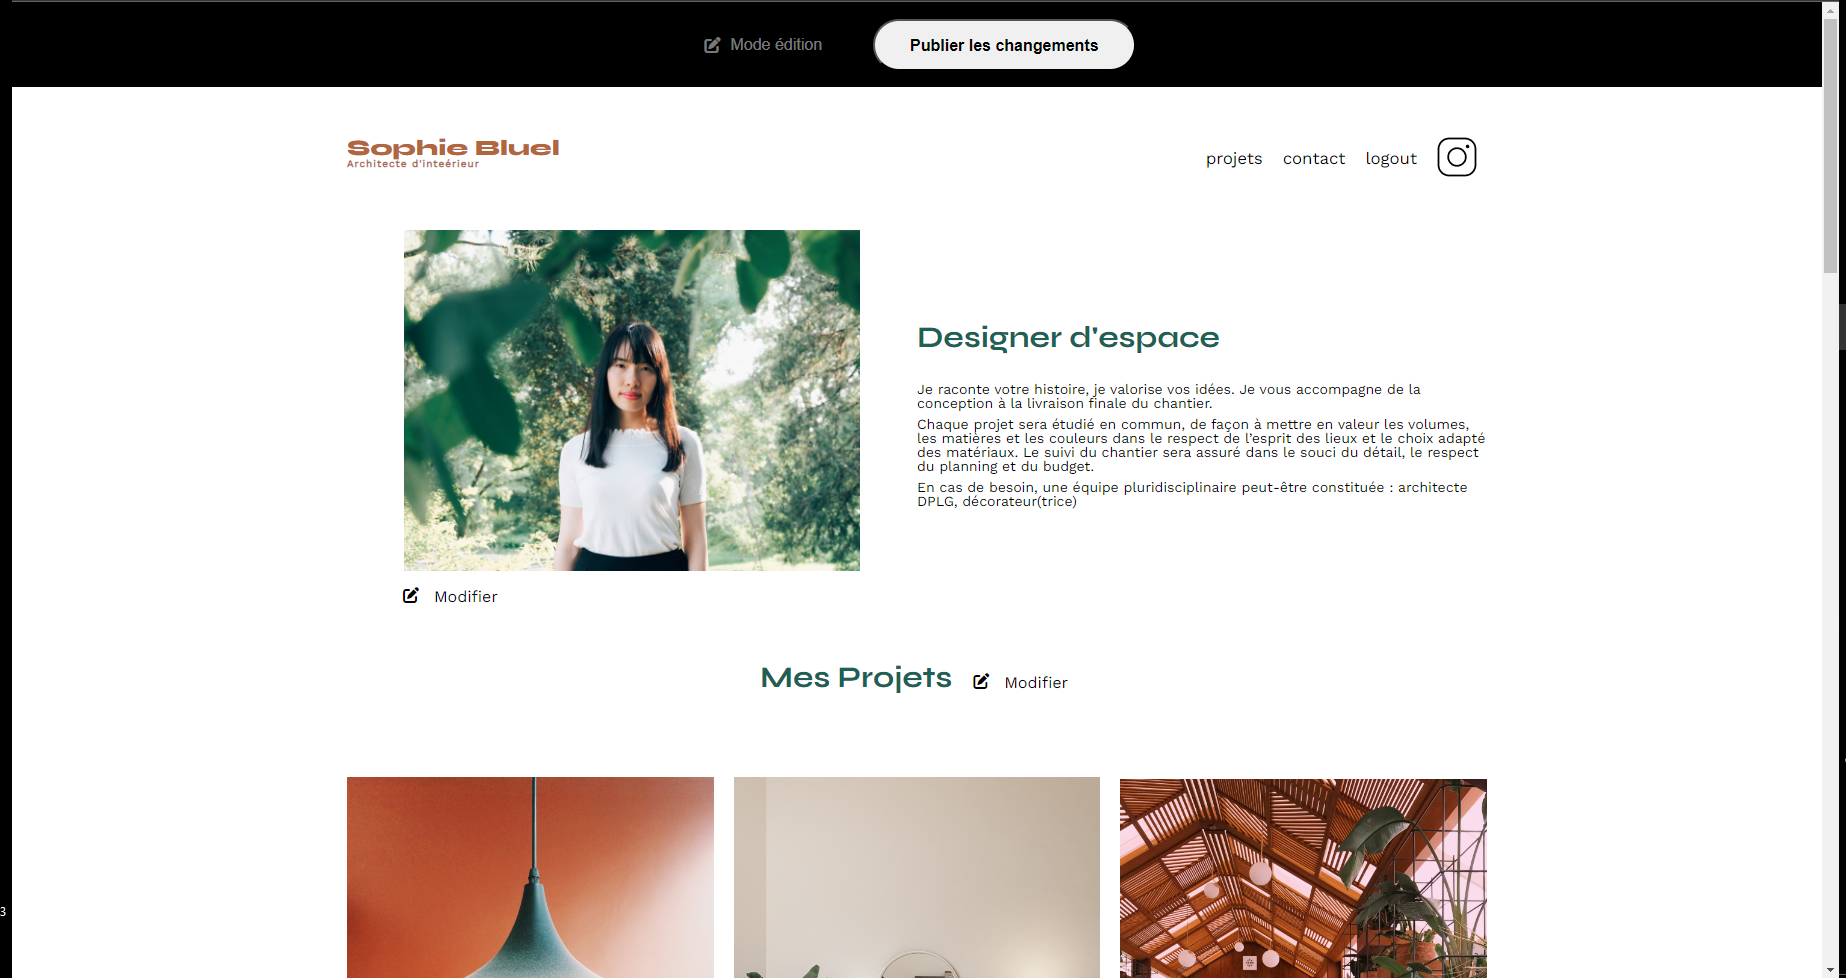 Mode édition
Publier les changements
Sophie Bluel
Architecte d'inteérieur
projets
contact
logout
Designer d'espace
Je raconte votre histoire, je valorise vos idées. Je vous accompagne de la
conception à la livraison finale du chantier.
Chaque projet sera étudié en commun, de façon à mettre en valeur les volumes,
les matières et les couleurs dans le respect de l’esprit des lieux et le choix adapté
des matériaux. Le suivi du chantier sera assuré dans le souci du détail, le respect
du planning et du budget.
En cas de besoin, une équipe pluridisciplinaire peut-être constituée : architecte
DPLG, décorateur(trice)
Modifier
Mes Projets
Modifier
3